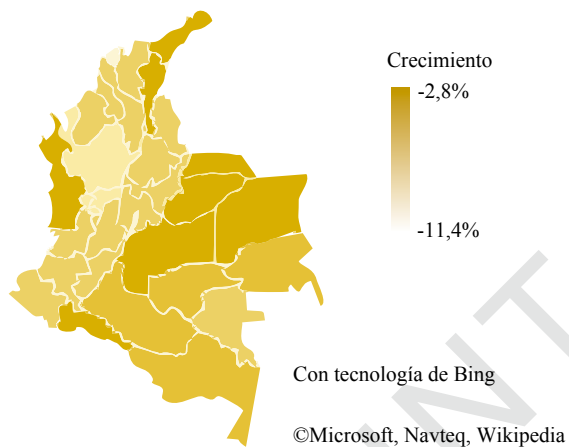 Crecimiento
-2,8%
-11,4%
Con tecnología de Bing
©Microsoft, Navteq, Wikipedia